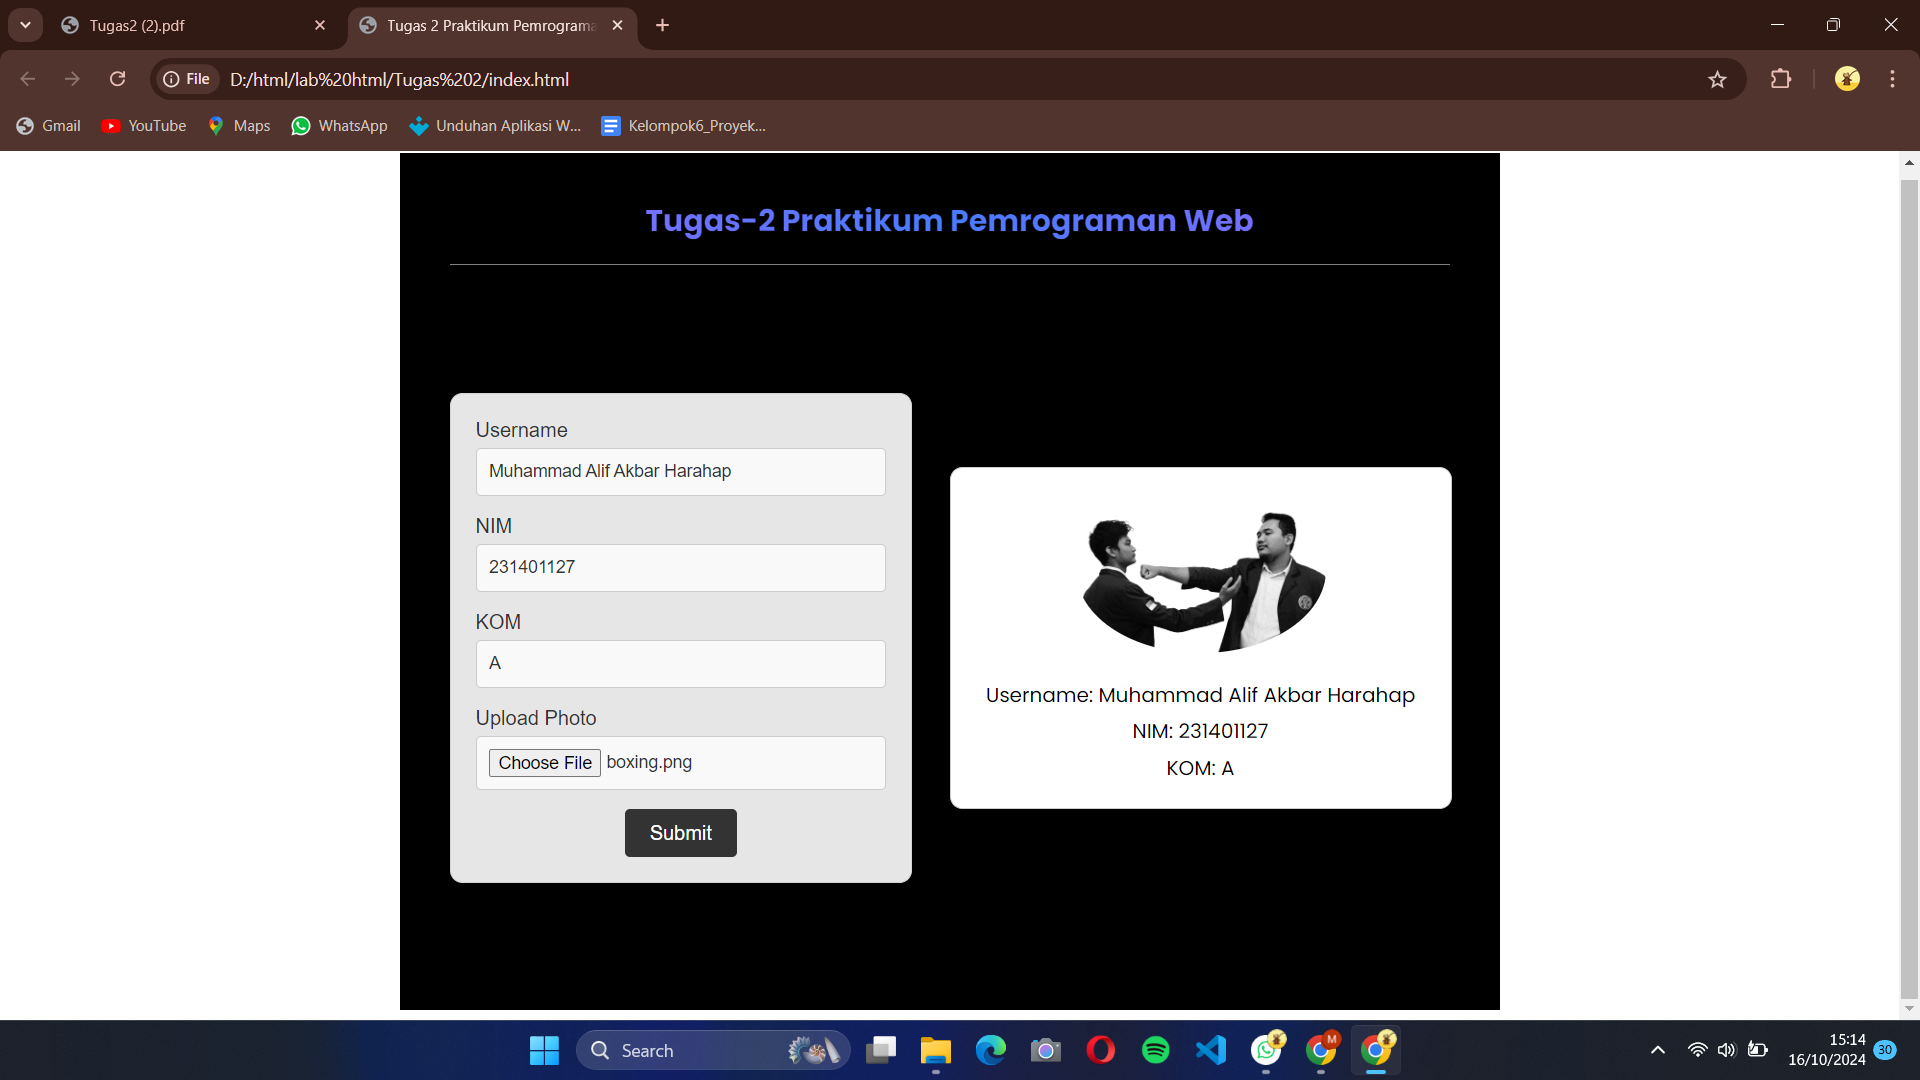 Tugas2 (2).pdf
Tugas 2 Praktikum Pemrograma
File
D:/html/lab%20html/Tugas%202/index.html
Gmail
YouTube
Maps
WhatsApp
Unduhan Aplikasi W...
Kelompok6_Proyek...
Tugas-2 Praktikum Pemrograman Web
Username
Muhammad Alif Akbar Harahap
NIM
231401127
KOM
A
Upload Photo
Choose File boxing.png
Submit
Username: Muhammad Alif Akbar Harahap
NIM: 231401127
KOM: A
Search
M
15:14
16/10/2024
30